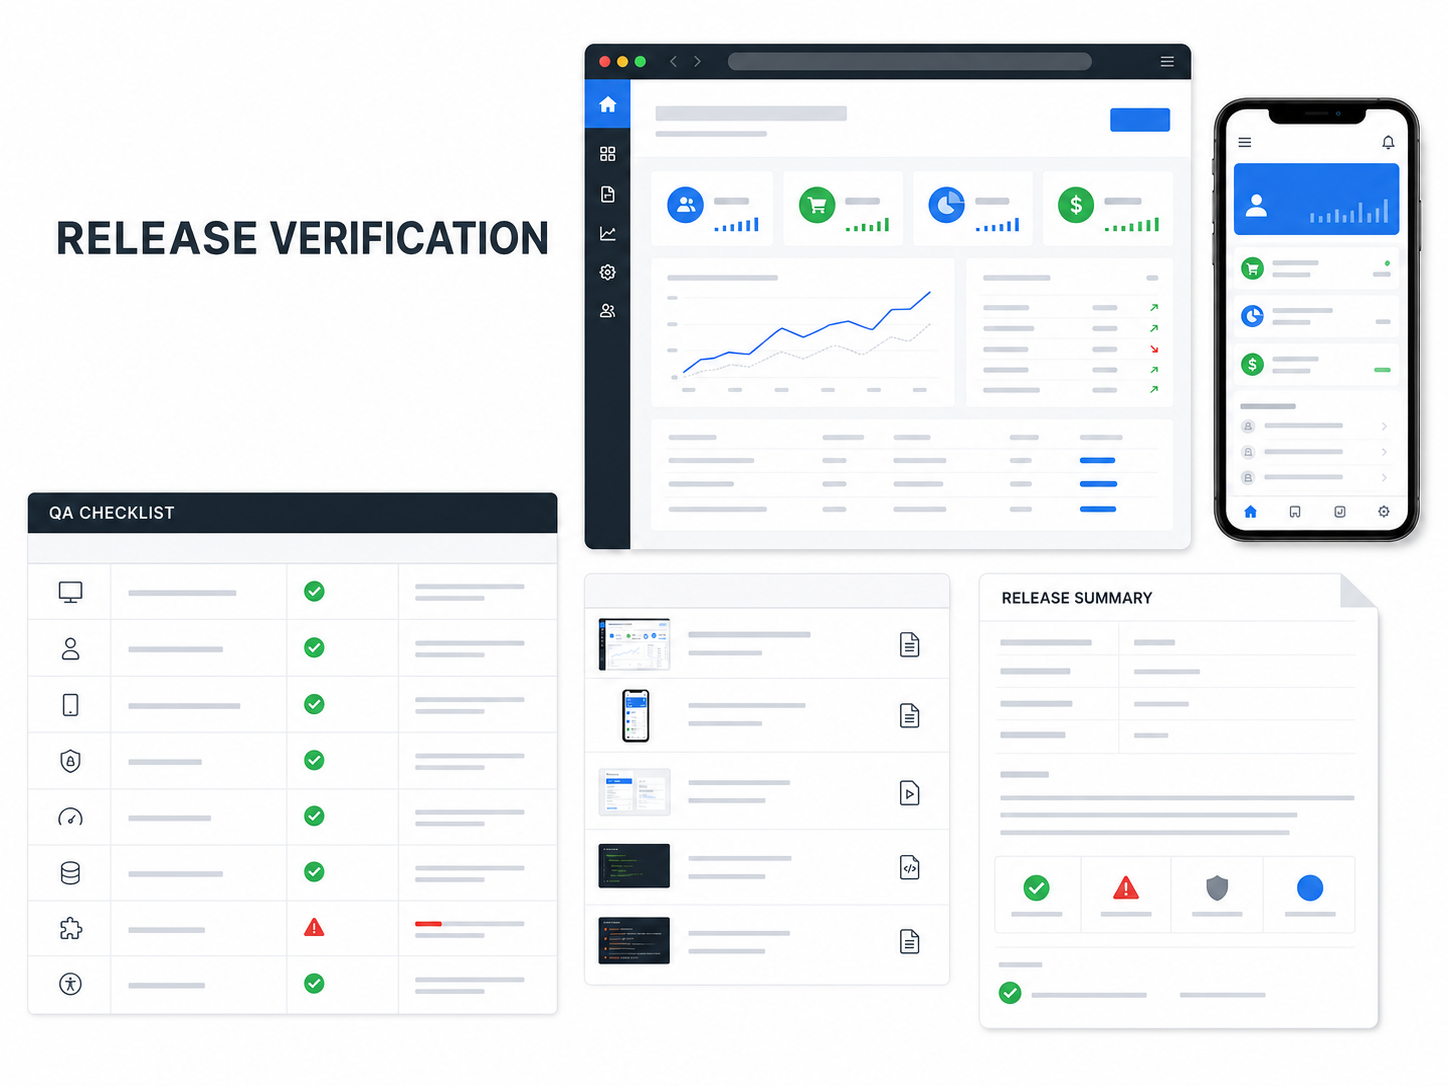 RELEASE VERIFICATION
QA CHECKLIST
RELEASE SUMMARY